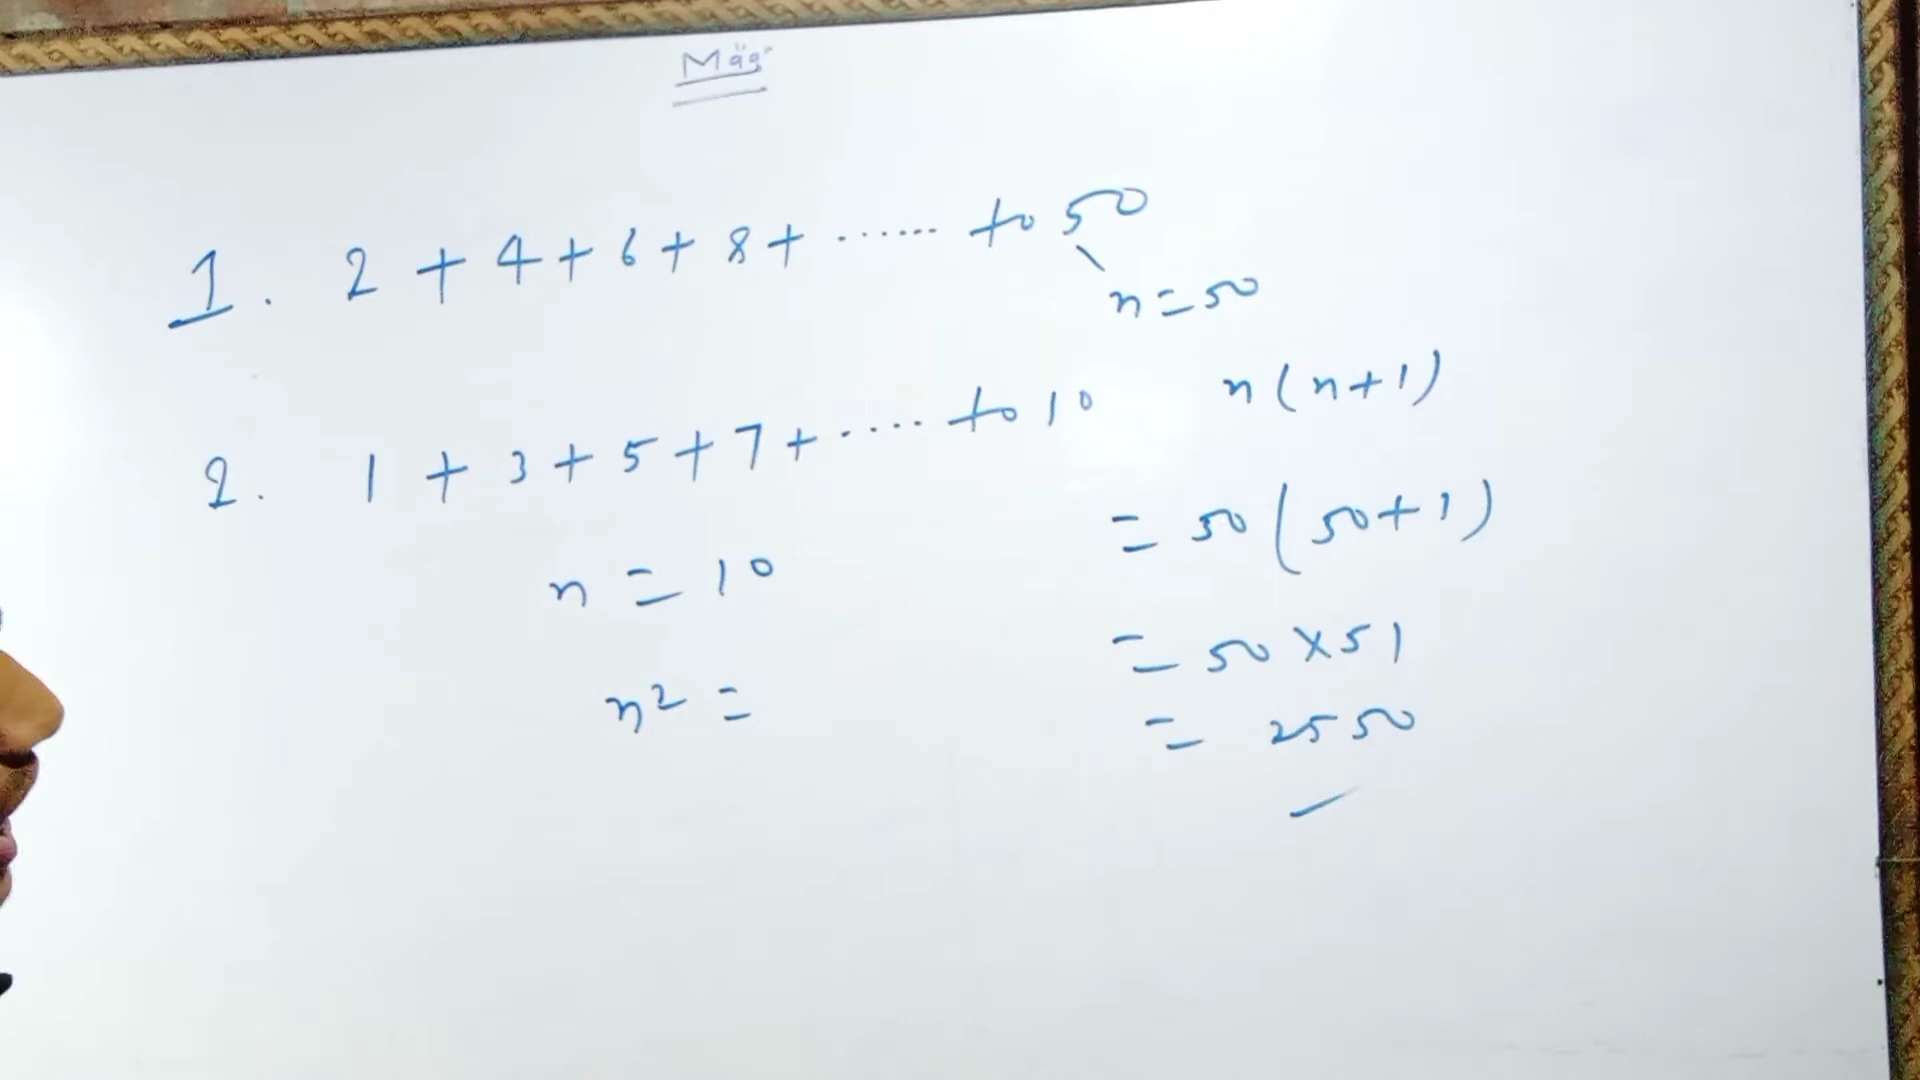 1. 2 + 4 + 6 + 8 + ...... to 50
n = 50
2. 1 + 3 + 5 + 7 + .... to 10
n = 10
n² =
n(n+1)
= 50(50+1)
= 50 × 51
= 2550